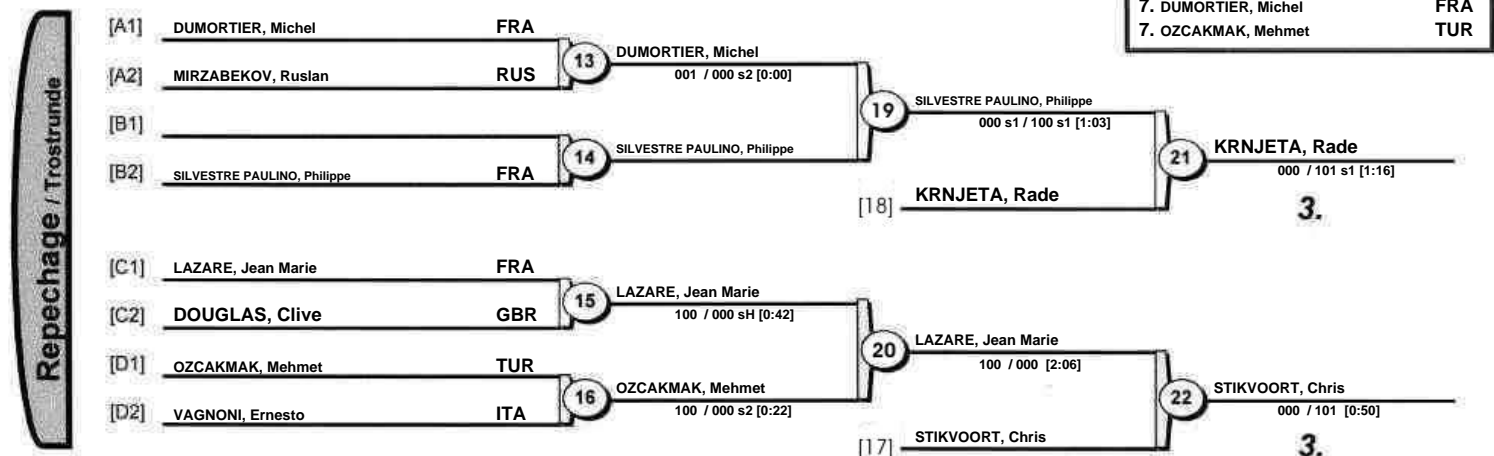 7. DUMORTIER, Michel FRA
7. OZCAKMAK, Mehmet TUR
Repechage / Trostrunde
[A1] DUMORTIER, Michel FRA
[A2] MIRZABEKOV, Ruslan RUS
13
DUMORTIER, Michel
001 / 000 s2 [0:00]
[B1]
[B2] SILVESTRE PAULINO, Philippe FRA
14
SILVESTRE PAULINO, Philippe
19
SILVESTRE PAULINO, Philippe
000 s1 / 100 s1 [1:03]
[18] KRNJETA, Rade
21
KRNJETA, Rade
000 / 101 s1 [1:16]
3.
[C1] LAZARE, Jean Marie FRA
[C2] DOUGLAS, Clive GBR
15
LAZARE, Jean Marie
100 / 000 sH [0:42]
[D1] OZCAKMAK, Mehmet TUR
[D2] VAGNONI, Ernesto ITA
16
OZCAKMAK, Mehmet
100 / 000 s2 [0:22]
20
LAZARE, Jean Marie
100 / 000 [2:06]
[17] STIKVOORT, Chris
22
STIKVOORT, Chris
000 / 101 [0:50]
3.